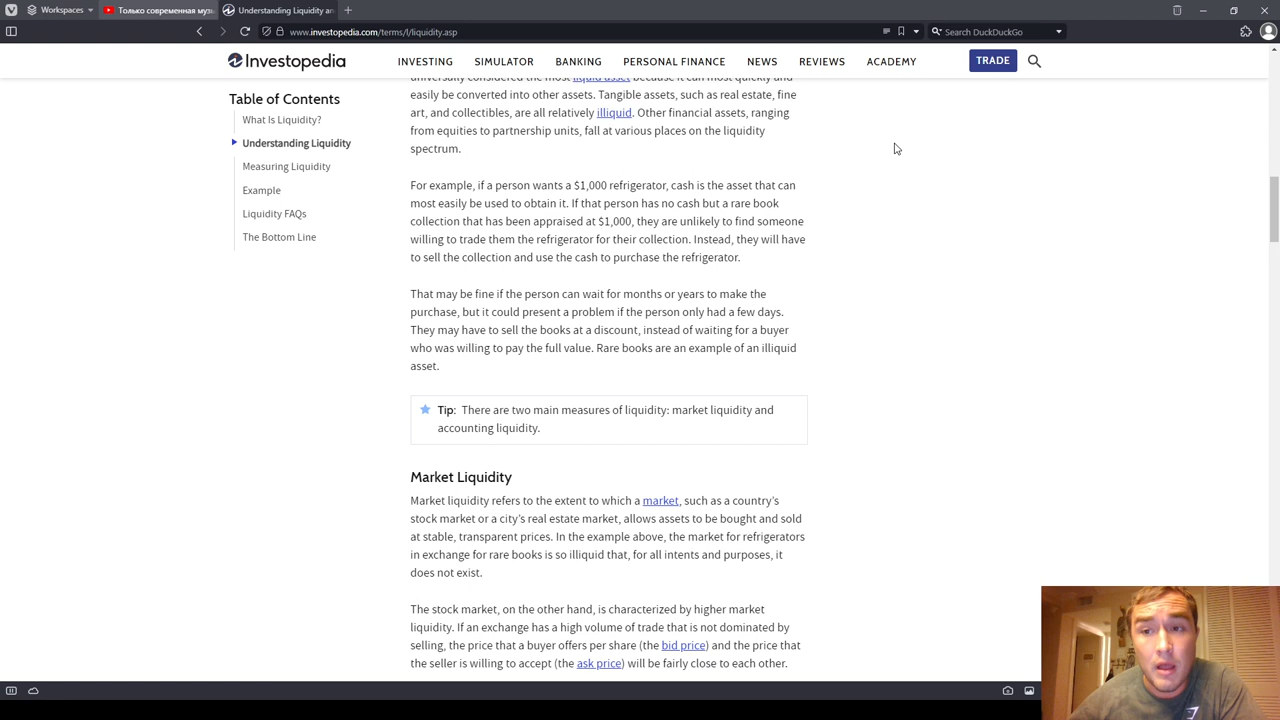 Workspaces
Только современная муз
Understanding Liquidity an
www.investopedia.com/terms/l/liquidity.asp
Search DuckDuckGo
Investopedia
INVESTING
SIMULATOR
BANKING
PERSONAL FINANCE
NEWS
REVIEWS
ACADEMY
TRADE
Table of Contents
What Is Liquidity?
Understanding Liquidity
Measuring Liquidity
Example
Liquidity FAQs
The Bottom Line
universally considered the most liquid asset because it can most quickly and
easily be converted into other assets. Tangible assets, such as real estate, fine
art, and collectibles, are all relatively illiquid. Other financial assets, ranging
from equities to partnership units, fall at various places on the liquidity
spectrum.
For example, if a person wants a $1,000 refrigerator, cash is the asset that can
most easily be used to obtain it. If that person has no cash but a rare book
collection that has been appraised at $1,000, they are unlikely to find someone
willing to trade them the refrigerator for their collection. Instead, they will have
to sell the collection and use the cash to purchase the refrigerator.
That may be fine if the person can wait for months or years to make the
purchase, but it could present a problem if the person only had a few days.
They may have to sell the books at a discount, instead of waiting for a buyer
who was willing to pay the full value. Rare books are an example of an illiquid
asset.
Tip: There are two main measures of liquidity: market liquidity and
accounting liquidity.
Market Liquidity
Market liquidity refers to the extent to which a market, such as a country's
stock market or a city's real estate market, allows assets to be bought and sold
at stable, transparent prices. In the example above, the market for refrigerators
in exchange for rare books is so illiquid that, for all intents and purposes, it
does not exist.
The stock market, on the other hand, is characterized by higher market
liquidity. If an exchange has a high volume of trade that is not dominated by
selling, the price that a buyer offers per share (the bid price) and the price that
the seller is willing to accept (the ask price) will be fairly close to each other.